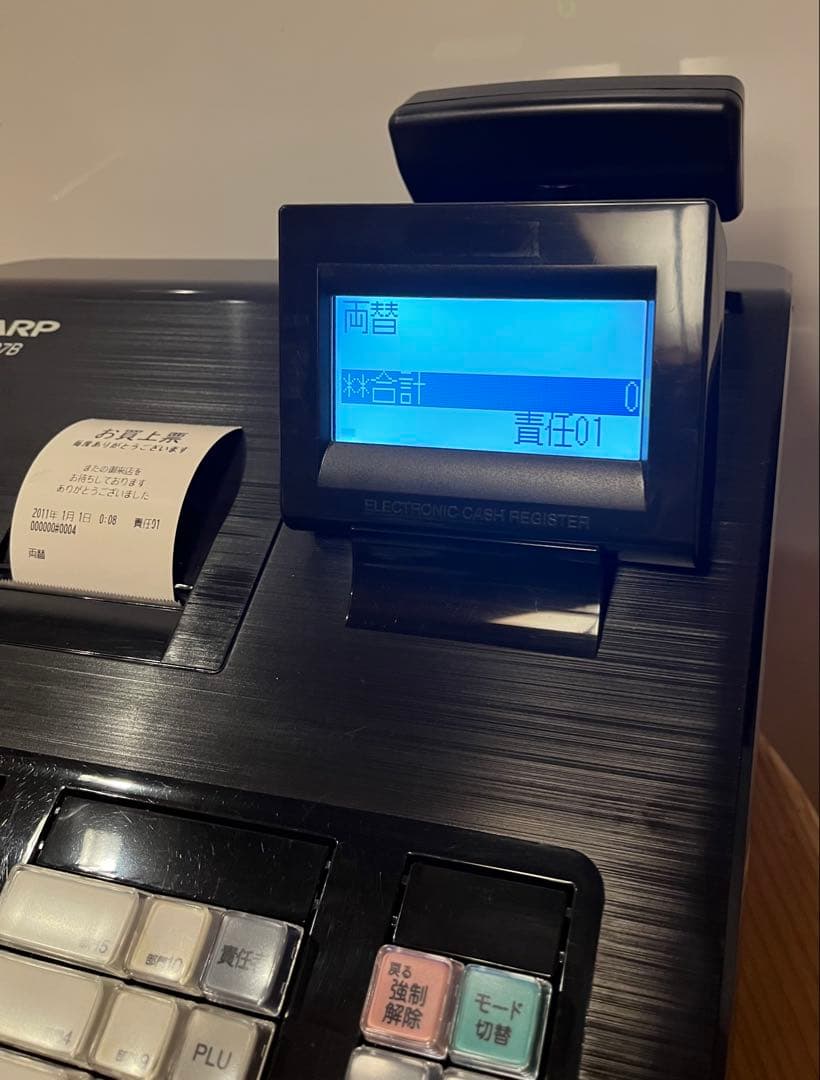 ARP
7B
両替
**合計 0
責任01
ELECTRONIC CASH REGISTER
お買上票
毎度ありがとうございます
またの御来店を
お待ちしております
ありがとうございました
2011年 1月 1日 0:08 責任01
000000#0004
両替
部門5
部門10
責任
部門9
PLU
戻る
強制
解除
モード
切替